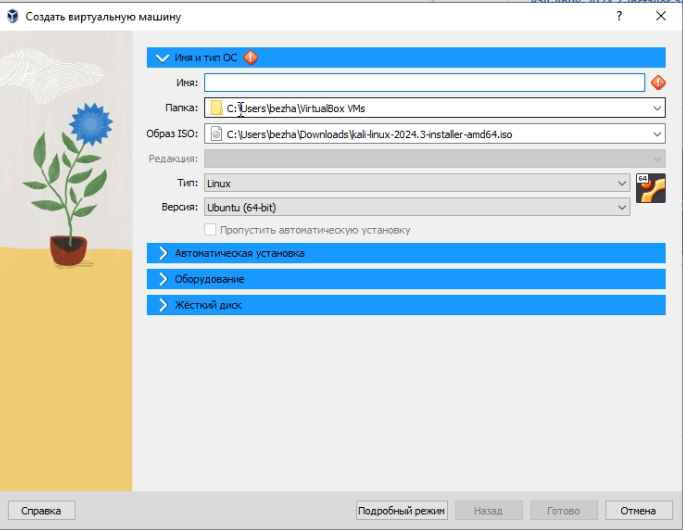 Создать виртуальную машину
? ×
Имя и тип ОС
Имя:
Папка: C:\Users\bezha\VirtualBox VMs
Образ ISO: C:\Users\bezha\Downloads\kali-linux-2024.3-installer-amd64.iso
Редакция:
Тип: Linux
64
Версия: Ubuntu (64-bit)
Пропустить автоматическую установку
Автоматическая установка
Оборудование
Жёсткий диск
Справка Подробный режим Назад Готово Отмена